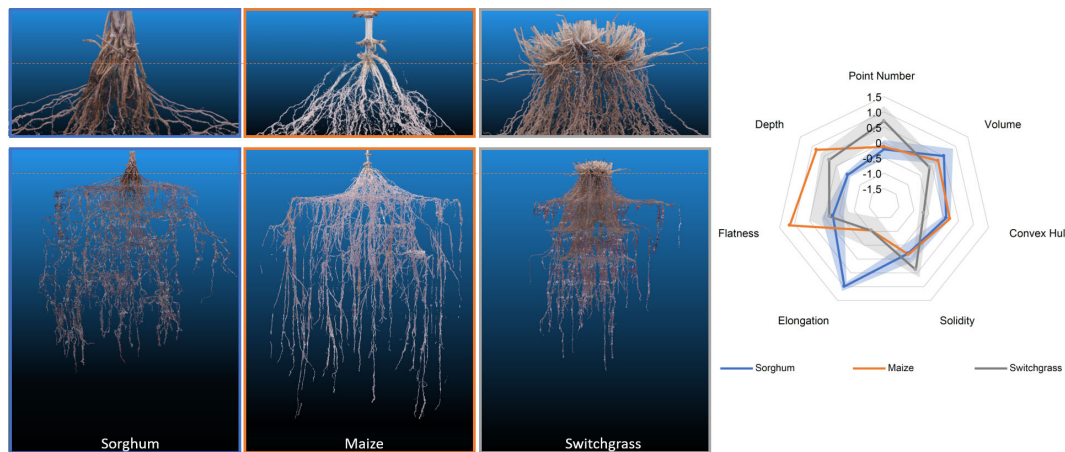 Sorghum
Maize
Switchgrass
Point Number
1.5
1.0
0.5
0
-0.5
-1.0
-1.5
Depth
Volume
Flatness
Convex Hul
Elongation
Solidity
Sorghum
Maize
Switchgrass